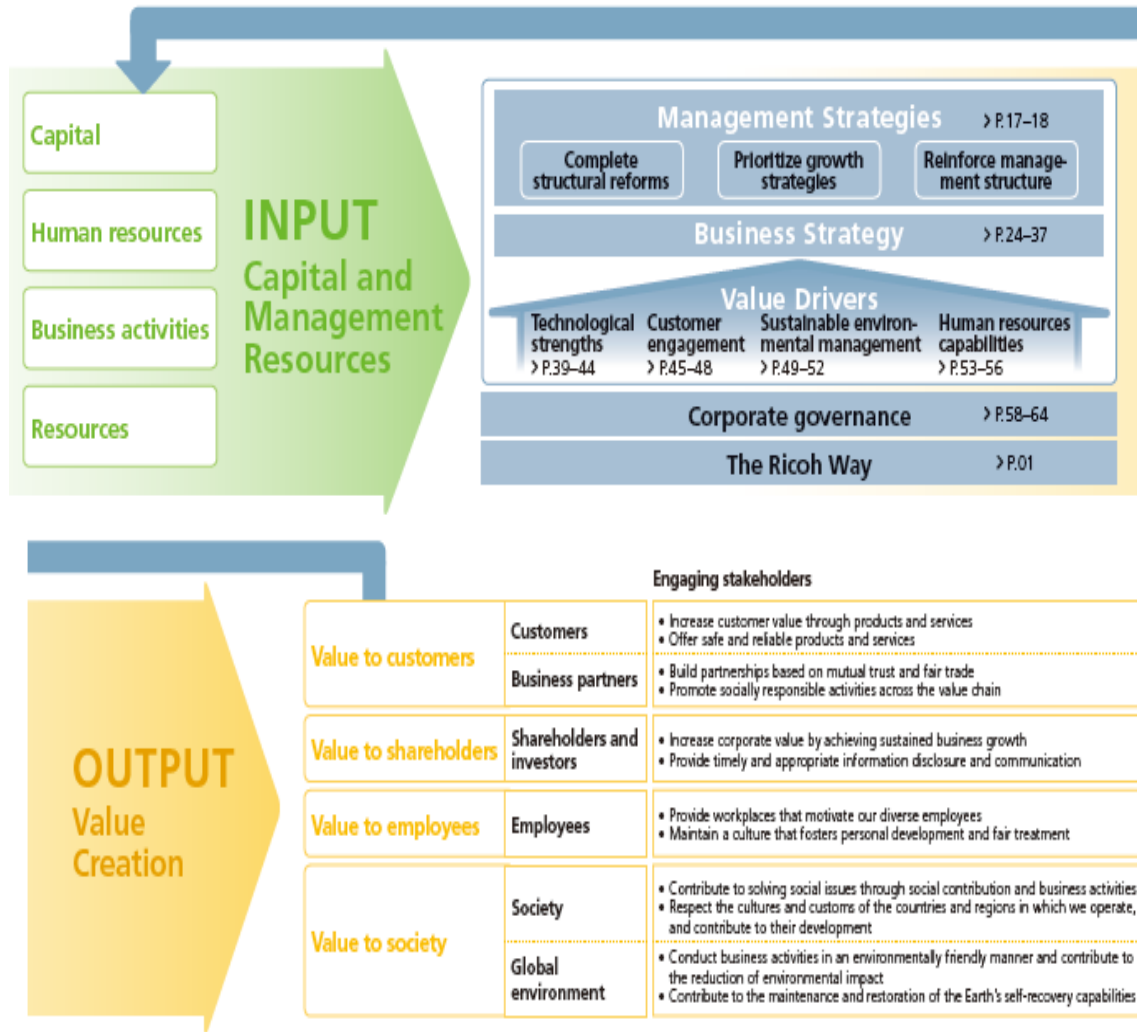 Capital
Human resources
Business activities
Resources
INPUT
Capital and
Management
Resources
Management Strategies > P.17–18
Complete
structural reforms
Prioritize growth
strategies
Reinforce manage-
ment structure
Business Strategy > P.24–37
Value Drivers
Technological
strengths
> P.39–44
Customer
engagement
> P.45–48
Sustainable environ-
mental management
> P.49–52
Human resources
capabilities
> P.53–56
Corporate governance > P.58–64
The Ricoh Way > P.01
OUTPUT
Value
Creation
Engaging stakeholders
Value to customers
Customers
• Increase customer value through products and services
• Offer safe and reliable products and services
Business partners
• Build partnerships based on mutual trust and fair trade
• Promote socially responsible activities across the value chain
Value to shareholders
Shareholders and
investors
• Increase corporate value by achieving sustained business growth
• Provide timely and appropriate information disclosure and communication
Value to employees
Employees
• Provide workplaces that motivate our diverse employees
• Maintain a culture that fosters personal development and fair treatment
Value to society
Society
• Contribute to solving social issues through social contribution and business activities
• Respect the cultures and customs of the countries and regions in which we operate,
and contribute to their development
Global
environment
• Conduct business activities in an environmentally friendly manner and contribute to
the reduction of environmental impact
• Contribute to the maintenance and restoration of the Earth's self-recovery capabilities